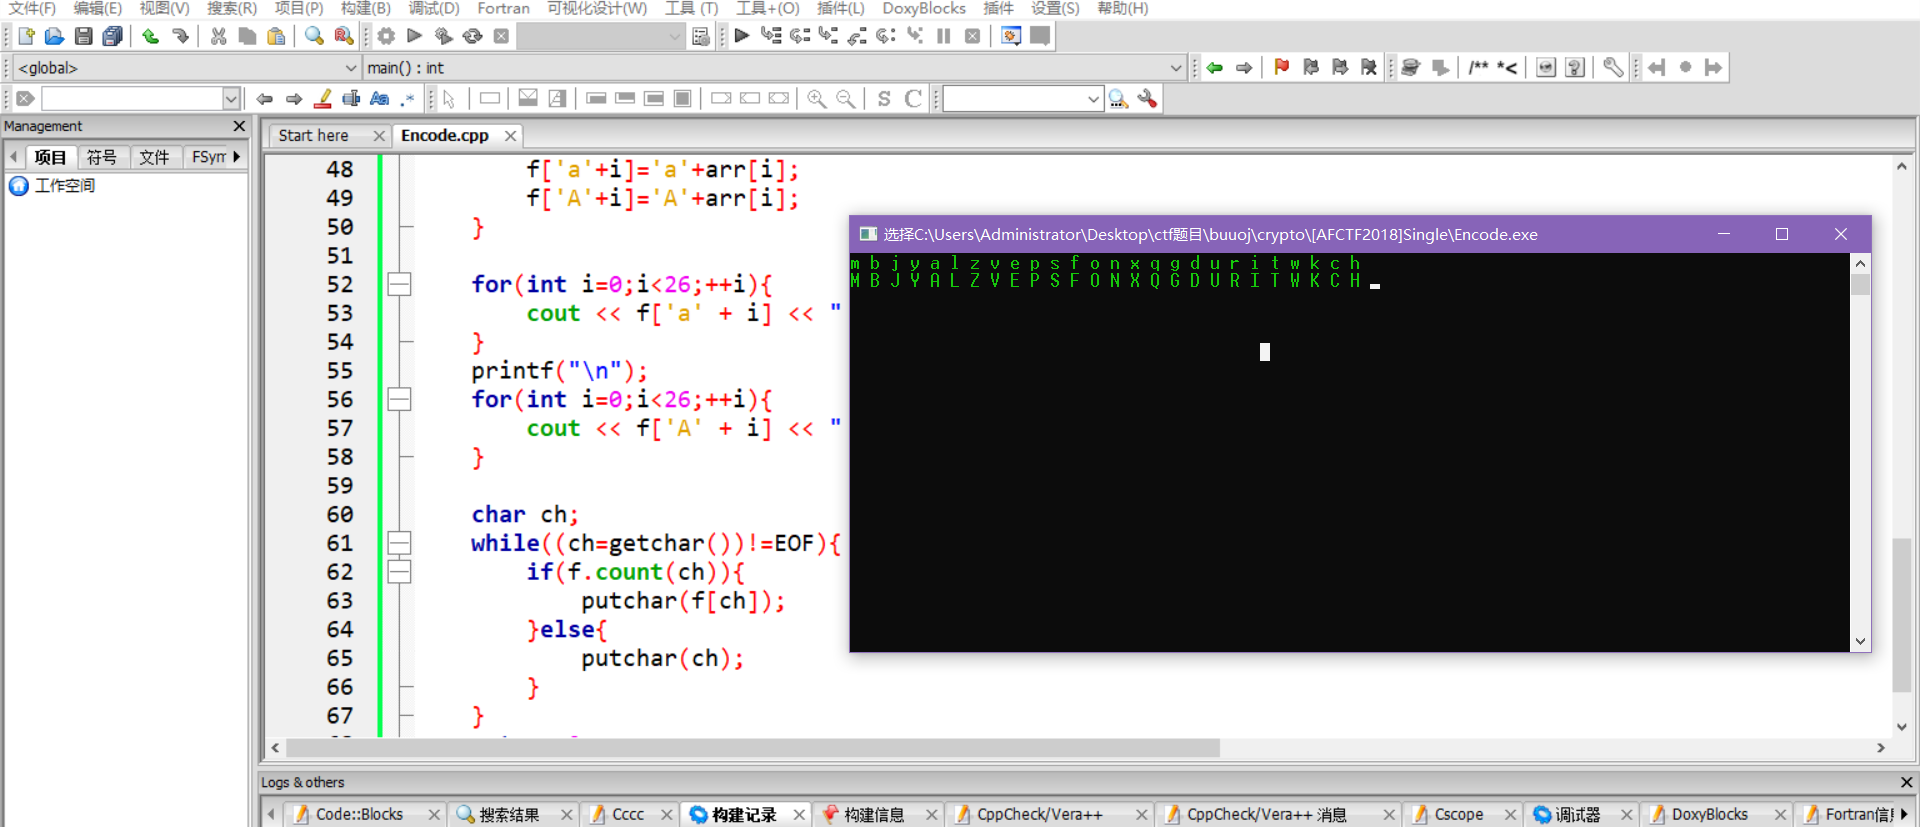 文件(F) 编辑(E) 视图(V) 搜索(R) 项目(P) 构建(B) 调试(D) Fortran 可视化设计(W) 工具 (T) 工具+(O) 插件(L) DoxyBlocks 插件 设置(S) 帮助(H)
<global> main() : int /** *<
S C
Management
Start here Encode.cpp
项目 符号 文件 FSym
工作空间
48 f['a'+i]='a'+arr[i];
49 f['A'+i]='A'+arr[i];
50 }
51
52 for(int i=0;i<26;++i){
53 cout << f['a' + i] << "
54 }
55 printf("\n");
56 for(int i=0;i<26;++i){
57 cout << f['A' + i] << "
58 }
59
60 char ch;
61 while((ch=getchar())!=EOF){
62 if(f.count(ch)){
63 putchar(f[ch]);
64 }else{
65 putchar(ch);
66 }
67 }
选择C:\Users\Administrator\Desktop\ctf题目\buuoj\crypto\[AFCTF2018]Single\Encode.exe
m b j y a l z v e p s f o n x q g d u r i t w k c h
M B J Y A L Z V E P S F O N X Q G D U R I T W K C H
Logs & others
Code::Blocks 搜索结果 Cccc 构建记录 构建信息 CppCheck/Vera++ CppCheck/Vera++ 消息 Cscope 调试器 DoxyBlocks Fortran信